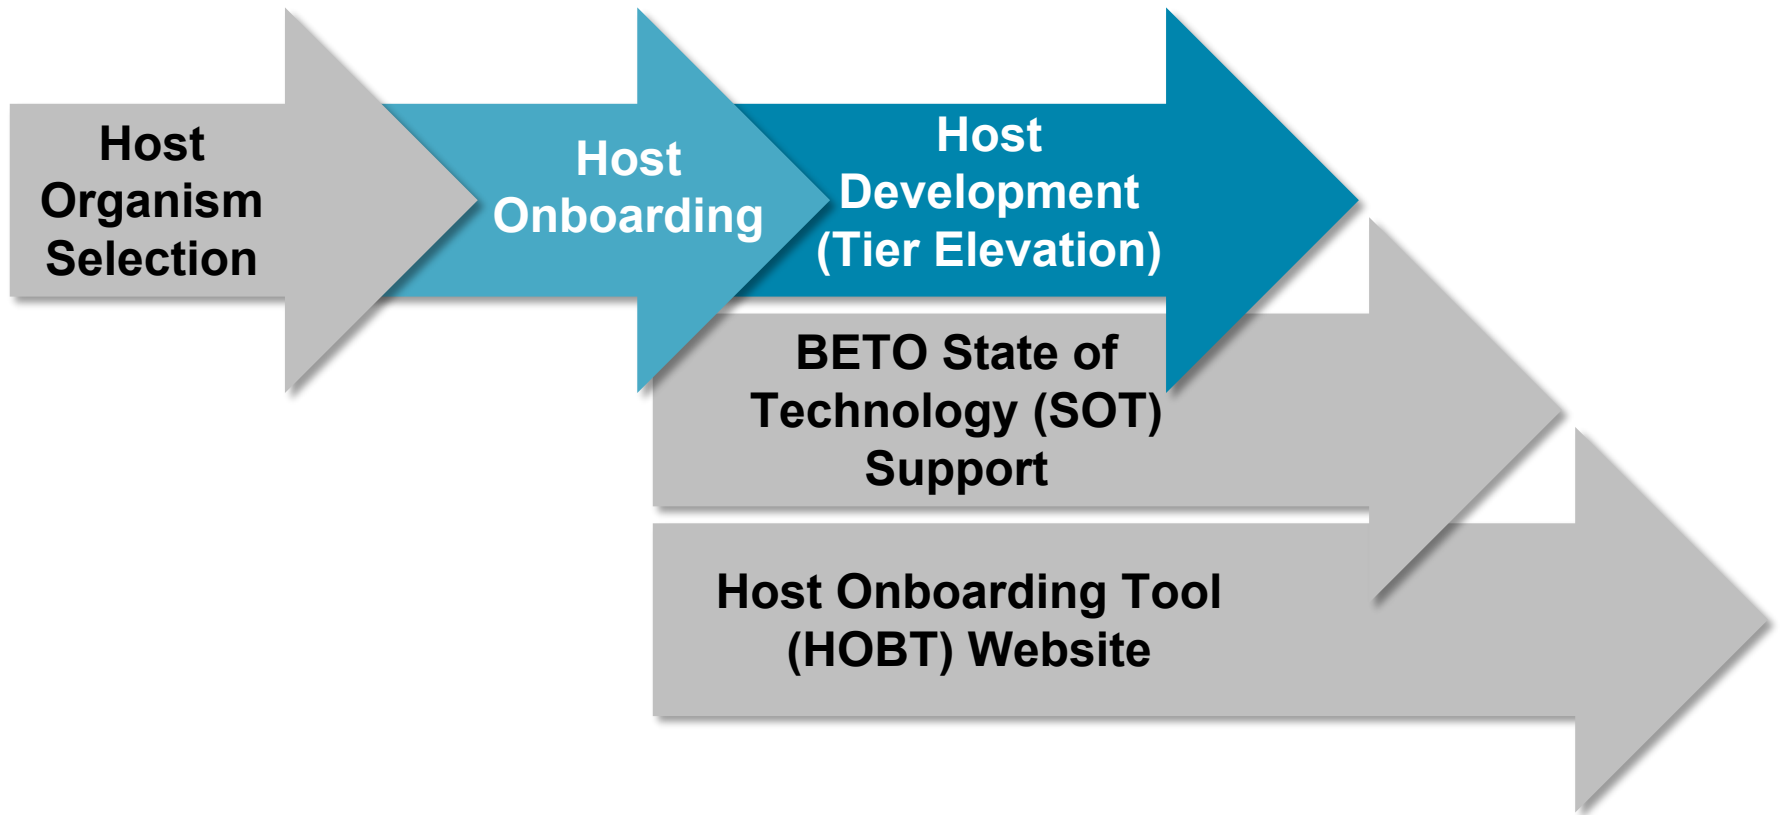 Host
Organism
Selection
Host
Onboarding
Host
Development
(Tier Elevation)
BETO State of
Technology (SOT)
Support
Host Onboarding Tool
(HOBT) Website